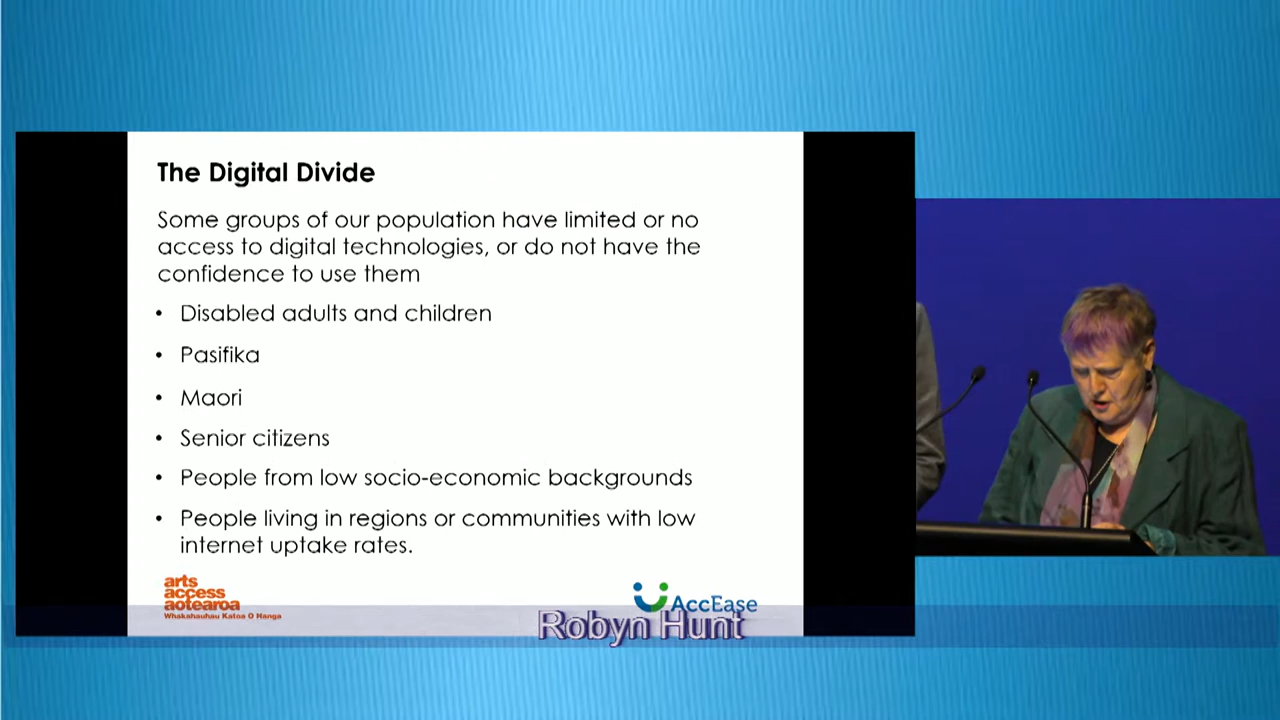 The Digital Divide
Some groups of our population have limited or no
access to digital technologies, or do not have the
confidence to use them
• Disabled adults and children
• Pasifika
• Maori
• Senior citizens
• People from low socio-economic backgrounds
• People living in regions or communities with low
internet uptake rates.
arts
access
aotearoa
Whakahauhau Katoa O Hanga
AccEase
Robyn Hunt